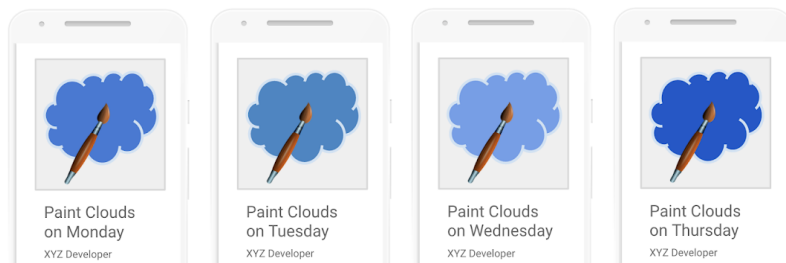 Paint Clouds
on Monday
XYZ Developer
Paint Clouds
on Tuesday
XYZ Developer
Paint Clouds
on Wednesday
XYZ Developer
Paint Clouds
on Thursday
XYZ Developer